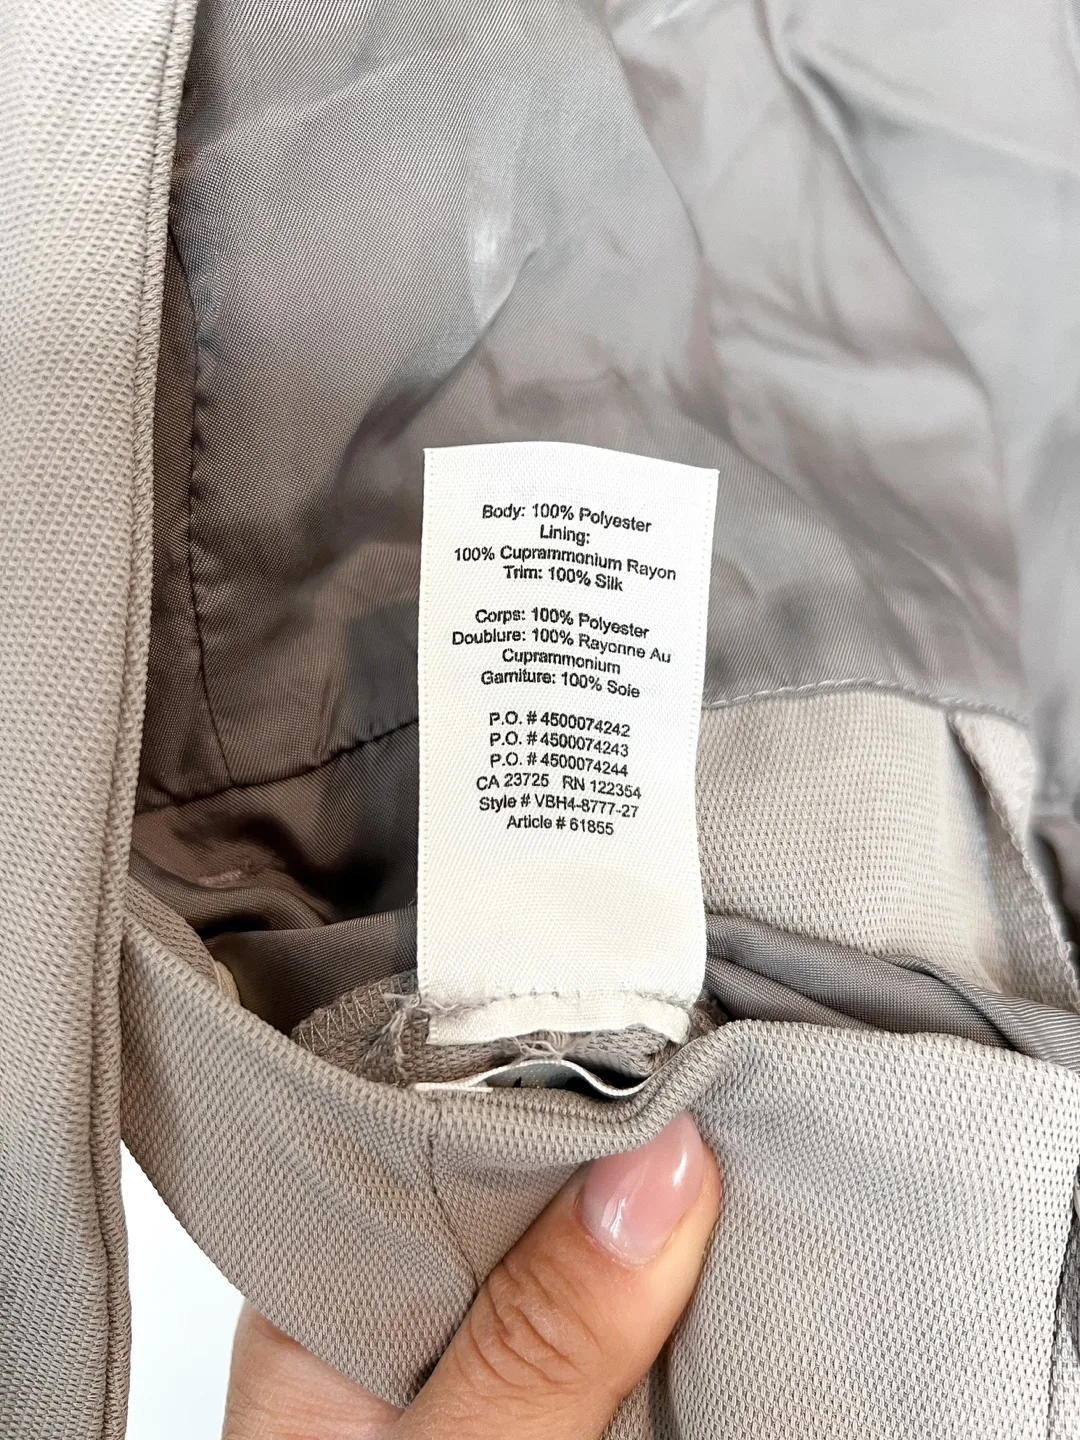 Body: 100% Polyester
Lining:
100% Cuprammonium Rayon
Trim: 100% Silk
Corps: 100% Polyester
Doublure: 100% Rayonne Au
Cuprammonium
Garniture: 100% Soie
P.O. # 4500074242
P.O. # 4500074243
P.O. # 4500074244
CA 23725 RN 122354
Style # VBH4-8777-27
Article # 61855